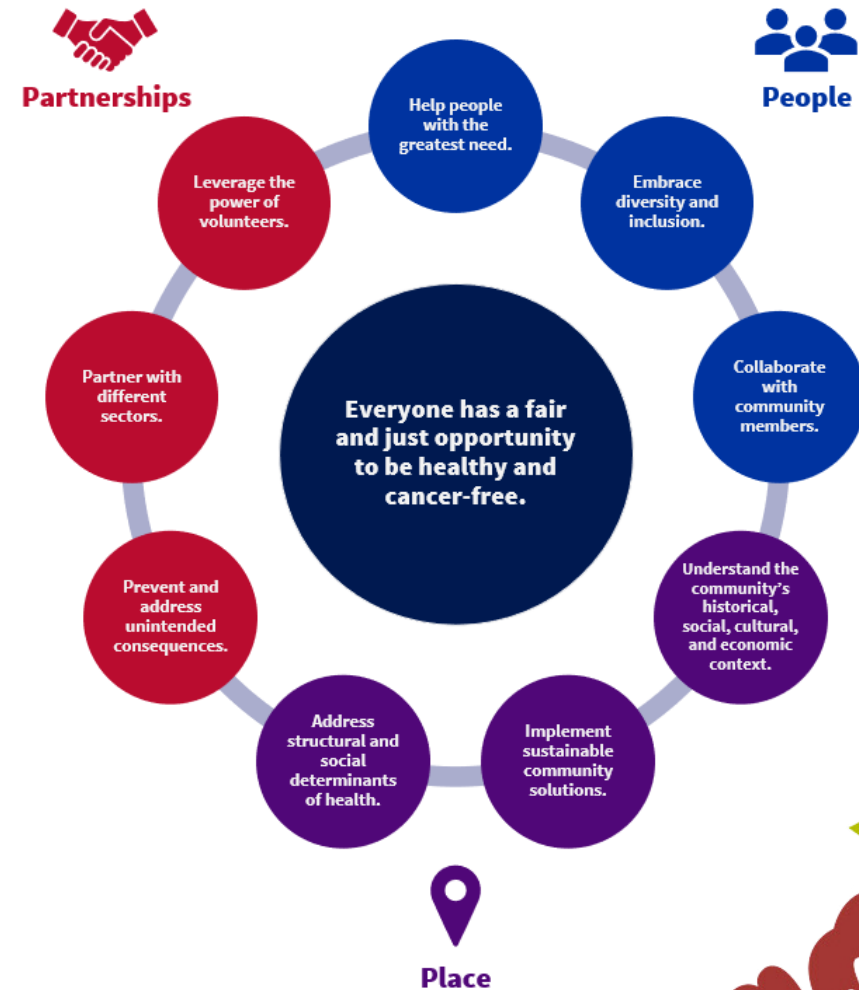 Partnerships
People
Help people
with the
greatest need.
Embrace
diversity and
inclusion.
Collaborate
with
community
members.
Understand the
community's
historical,
social, cultural,
and economic
context.
Implement
sustainable
community
solutions.
Address
structural and
social
determinants
of health.
Prevent and
address
unintended
consequences.
Partner with
different
sectors.
Leverage the
power of
volunteers.
Everyone has a fair
and just opportunity
to be healthy and
cancer-free.
Place